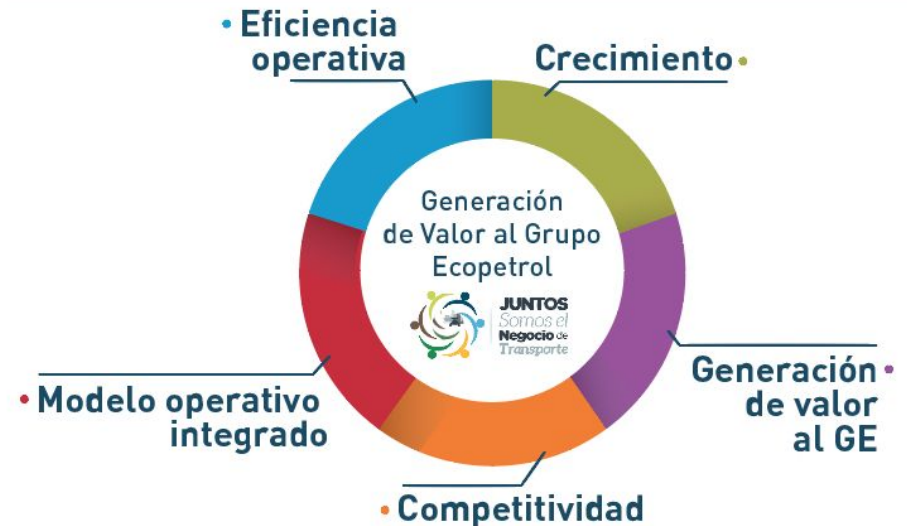 • Eficiencia
operativa
Crecimiento •
Generación
de Valor al Grupo
Ecopetrol
JUNTOS
Somos el
Negocio de
Transporte
Generación •
de valor
al GE
• Modelo operativo
integrado
• Competitividad